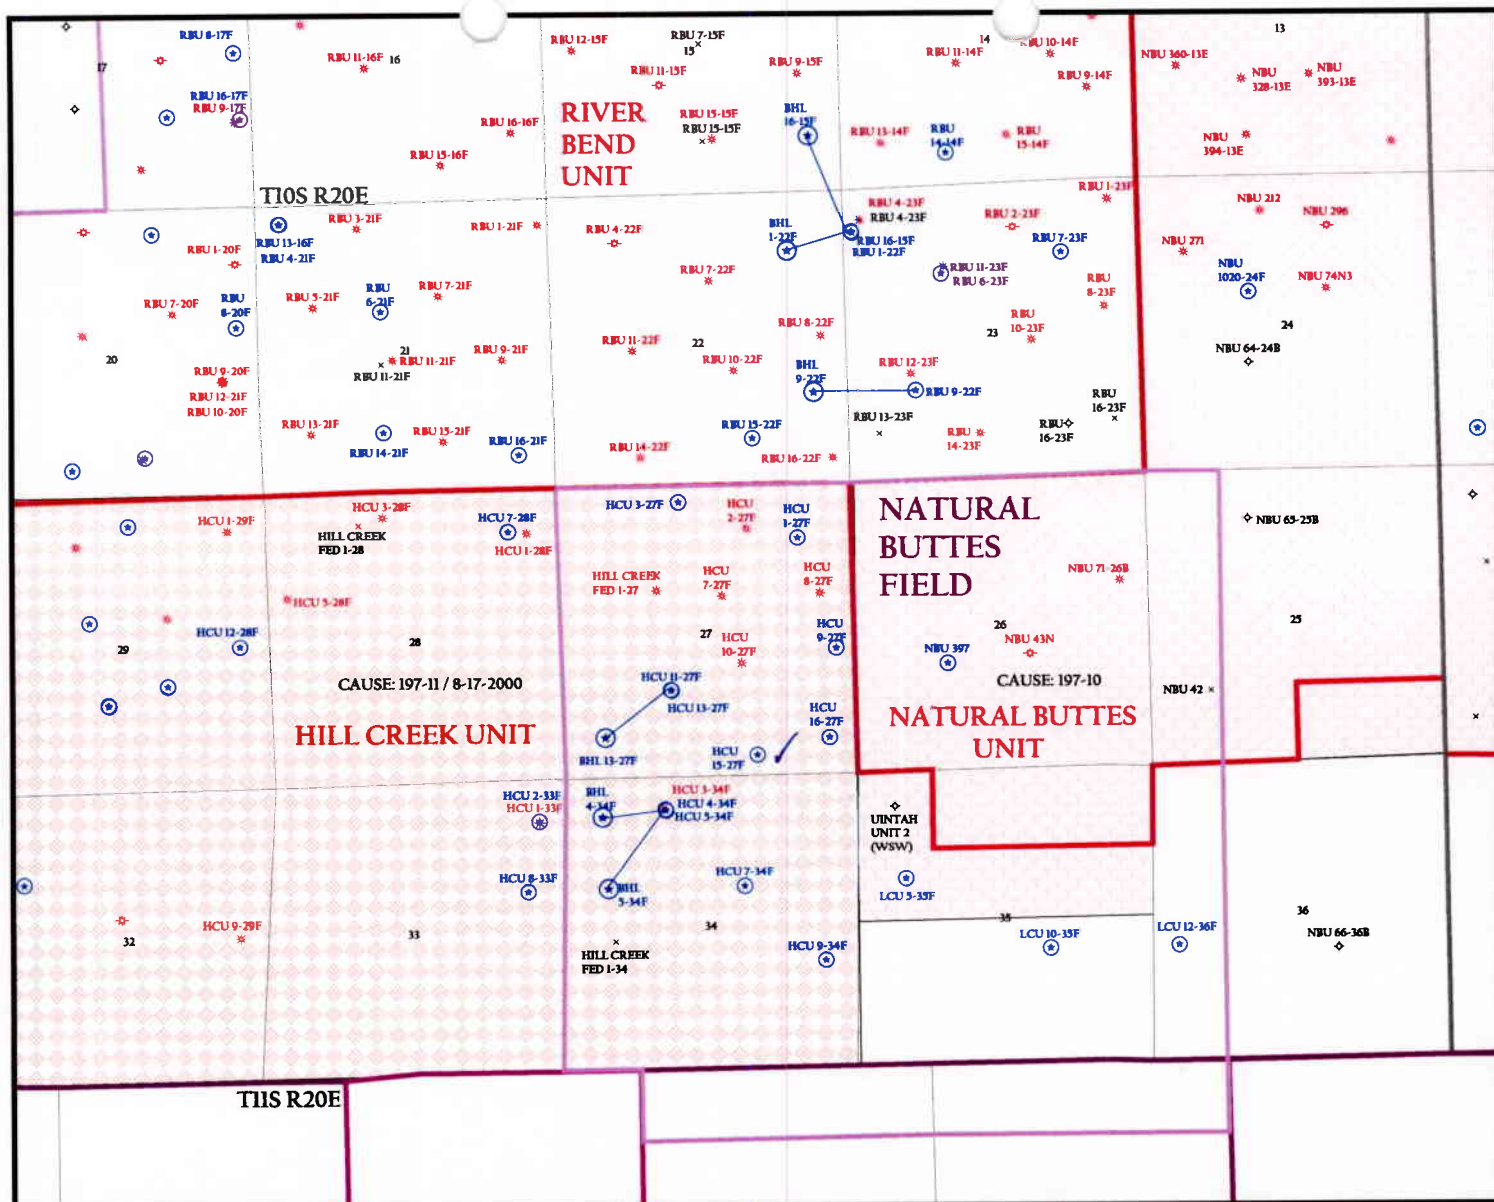 RBU 8-17F
17
RBU 16-17F
RBU 9-17F
RBU 11-16F
16
RBU 16-16F
RBU 15-16F
RBU 12-15F
RBU 7-15F
15
RBU 11-15F
RBU 9-15F
RIVER
BEND
UNIT
RBU 15-15F
RBU 15-15F
BHL
16-15F
14
RBU 10-14F
RBU 11-14F
RBU 9-14F
RBU 13-14F
RBU
14-14F
RBU
15-14F
13
NBU 360-13E
NBU
328-13E
NBU
393-13E
NBU
394-13E
T10S R20E
RBU 1-20F
RBU 7-20F
RBU
8-20F
20
RBU 9-20F
RBU 12-21F
RBU 10-20F
RBU 13-16F
RBU 4-21F
RBU 3-21F
RBU 1-21F
RBU 5-21F
RBU
6-21F
RBU 7-21F
21
RBU 11-21F
RBU 11-21F
RBU 9-21F
RBU 13-21F
RBU 14-21F
RBU 15-21F
RBU 16-21F
RBU 4-22F
BHL
1-22F
RBU 7-22F
RBU 8-22F
RBU 11-22F
22
RBU 10-22F
BHL
9-22F
RBU 15-22F
RBU 14-22F
RBU 16-22F
RBU 4-23F
RBU 4-23F
RBU 16-15F
RBU 1-22F
RBU 1-23F
RBU 2-23F
RBU 7-23F
RBU 11-23F
RBU 6-23F
RBU
8-23F
RBU
10-23F
23
RBU 12-23F
RBU 9-22F
RBU 13-23F
RBU
14-23F
RBU
16-23F
RBU
16-23F
NBU 212
NBU 296
NBU 271
NBU
1020-24F
NBU 74N3
24
NBU 64-24B
HCU 1-29F
29
HCU 12-28F
HCU 3-28F
HILL CREEK
FED 1-28
HCU 7-28F
HCU 1-28F
HCU 5-28F
28
CAUSE: 197-11 / 8-17-2000
HILL CREEK UNIT
HCU 3-27F
HCU
2-27F
HCU
1-27F
HILL CREEK
FED 1-27
HCU
7-27F
HCU
8-27F
27
HCU
10-27F
HCU
9-27F
HCU 11-27F
HCU 13-27F
BHL 13-27F
HCU
15-27F
HCU
16-27F
NATURAL
BUTTES
FIELD
NBU 71-26B
26
NBU 43N
NBU 397
CAUSE: 197-10
NATURAL BUTTES
UNIT
NBU 65-25B
25
NBU 42
HCU 2-33F
HCU 1-33F
HCU 8-33F
33
32
HCU 9-29F
BHL
4-34F
HCU 3-34F
HCU 4-34F
HCU 5-34F
BHL
5-34F
HCU 7-34F
34
HILL CREEK
FED 1-34
HCU 9-34F
UINTAH
UNIT 2
(WSW)
LCU 5-35F
35
LCU 10-35F
LCU 12-36F
36
NBU 66-36B
T11S R20E